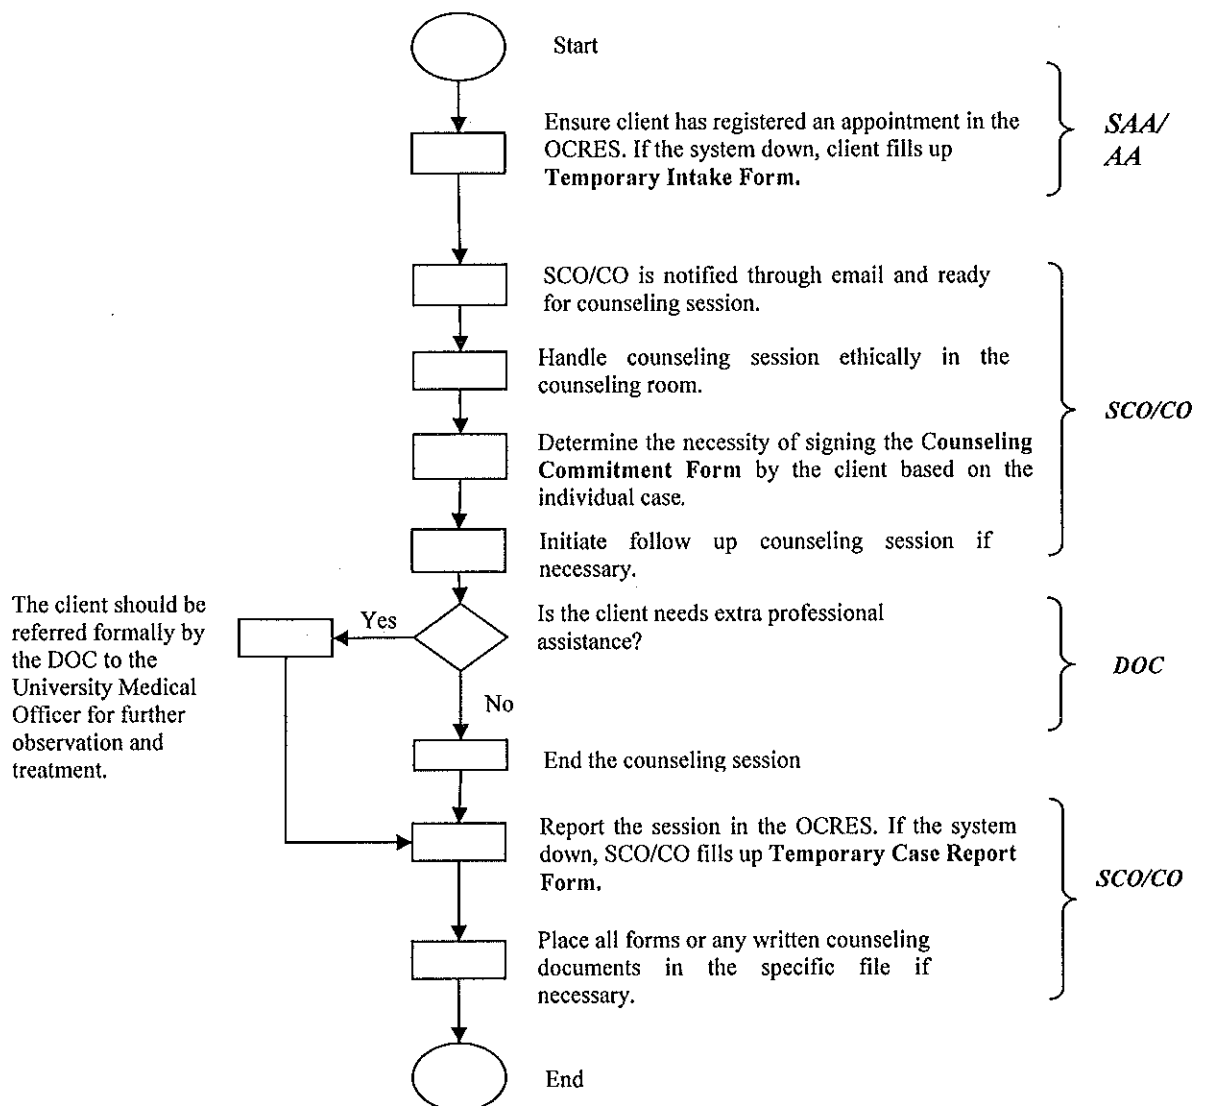 Start
Ensure client has registered an appointment in the
OCRES. If the system down, client fills up
Temporary Intake Form.
SAA/
AA
SCO/CO is notified through email and ready
for counseling session.
Handle counseling session ethically in the
counseling room.
SCO/CO
Determine the necessity of signing the Counseling
Commitment Form by the client based on the
individual case.
Initiate follow up counseling session if
necessary.
The client should be
referred formally by
the DOC to the
University Medical
Officer for further
observation and
treatment.
Yes
Is the client needs extra professional
assistance?
DOC
No
End the counseling session
Report the session in the OCRES. If the system
down, SCO/CO fills up Temporary Case Report
Form.
SCO/CO
Place all forms or any written counseling
documents in the specific file if
necessary.
End